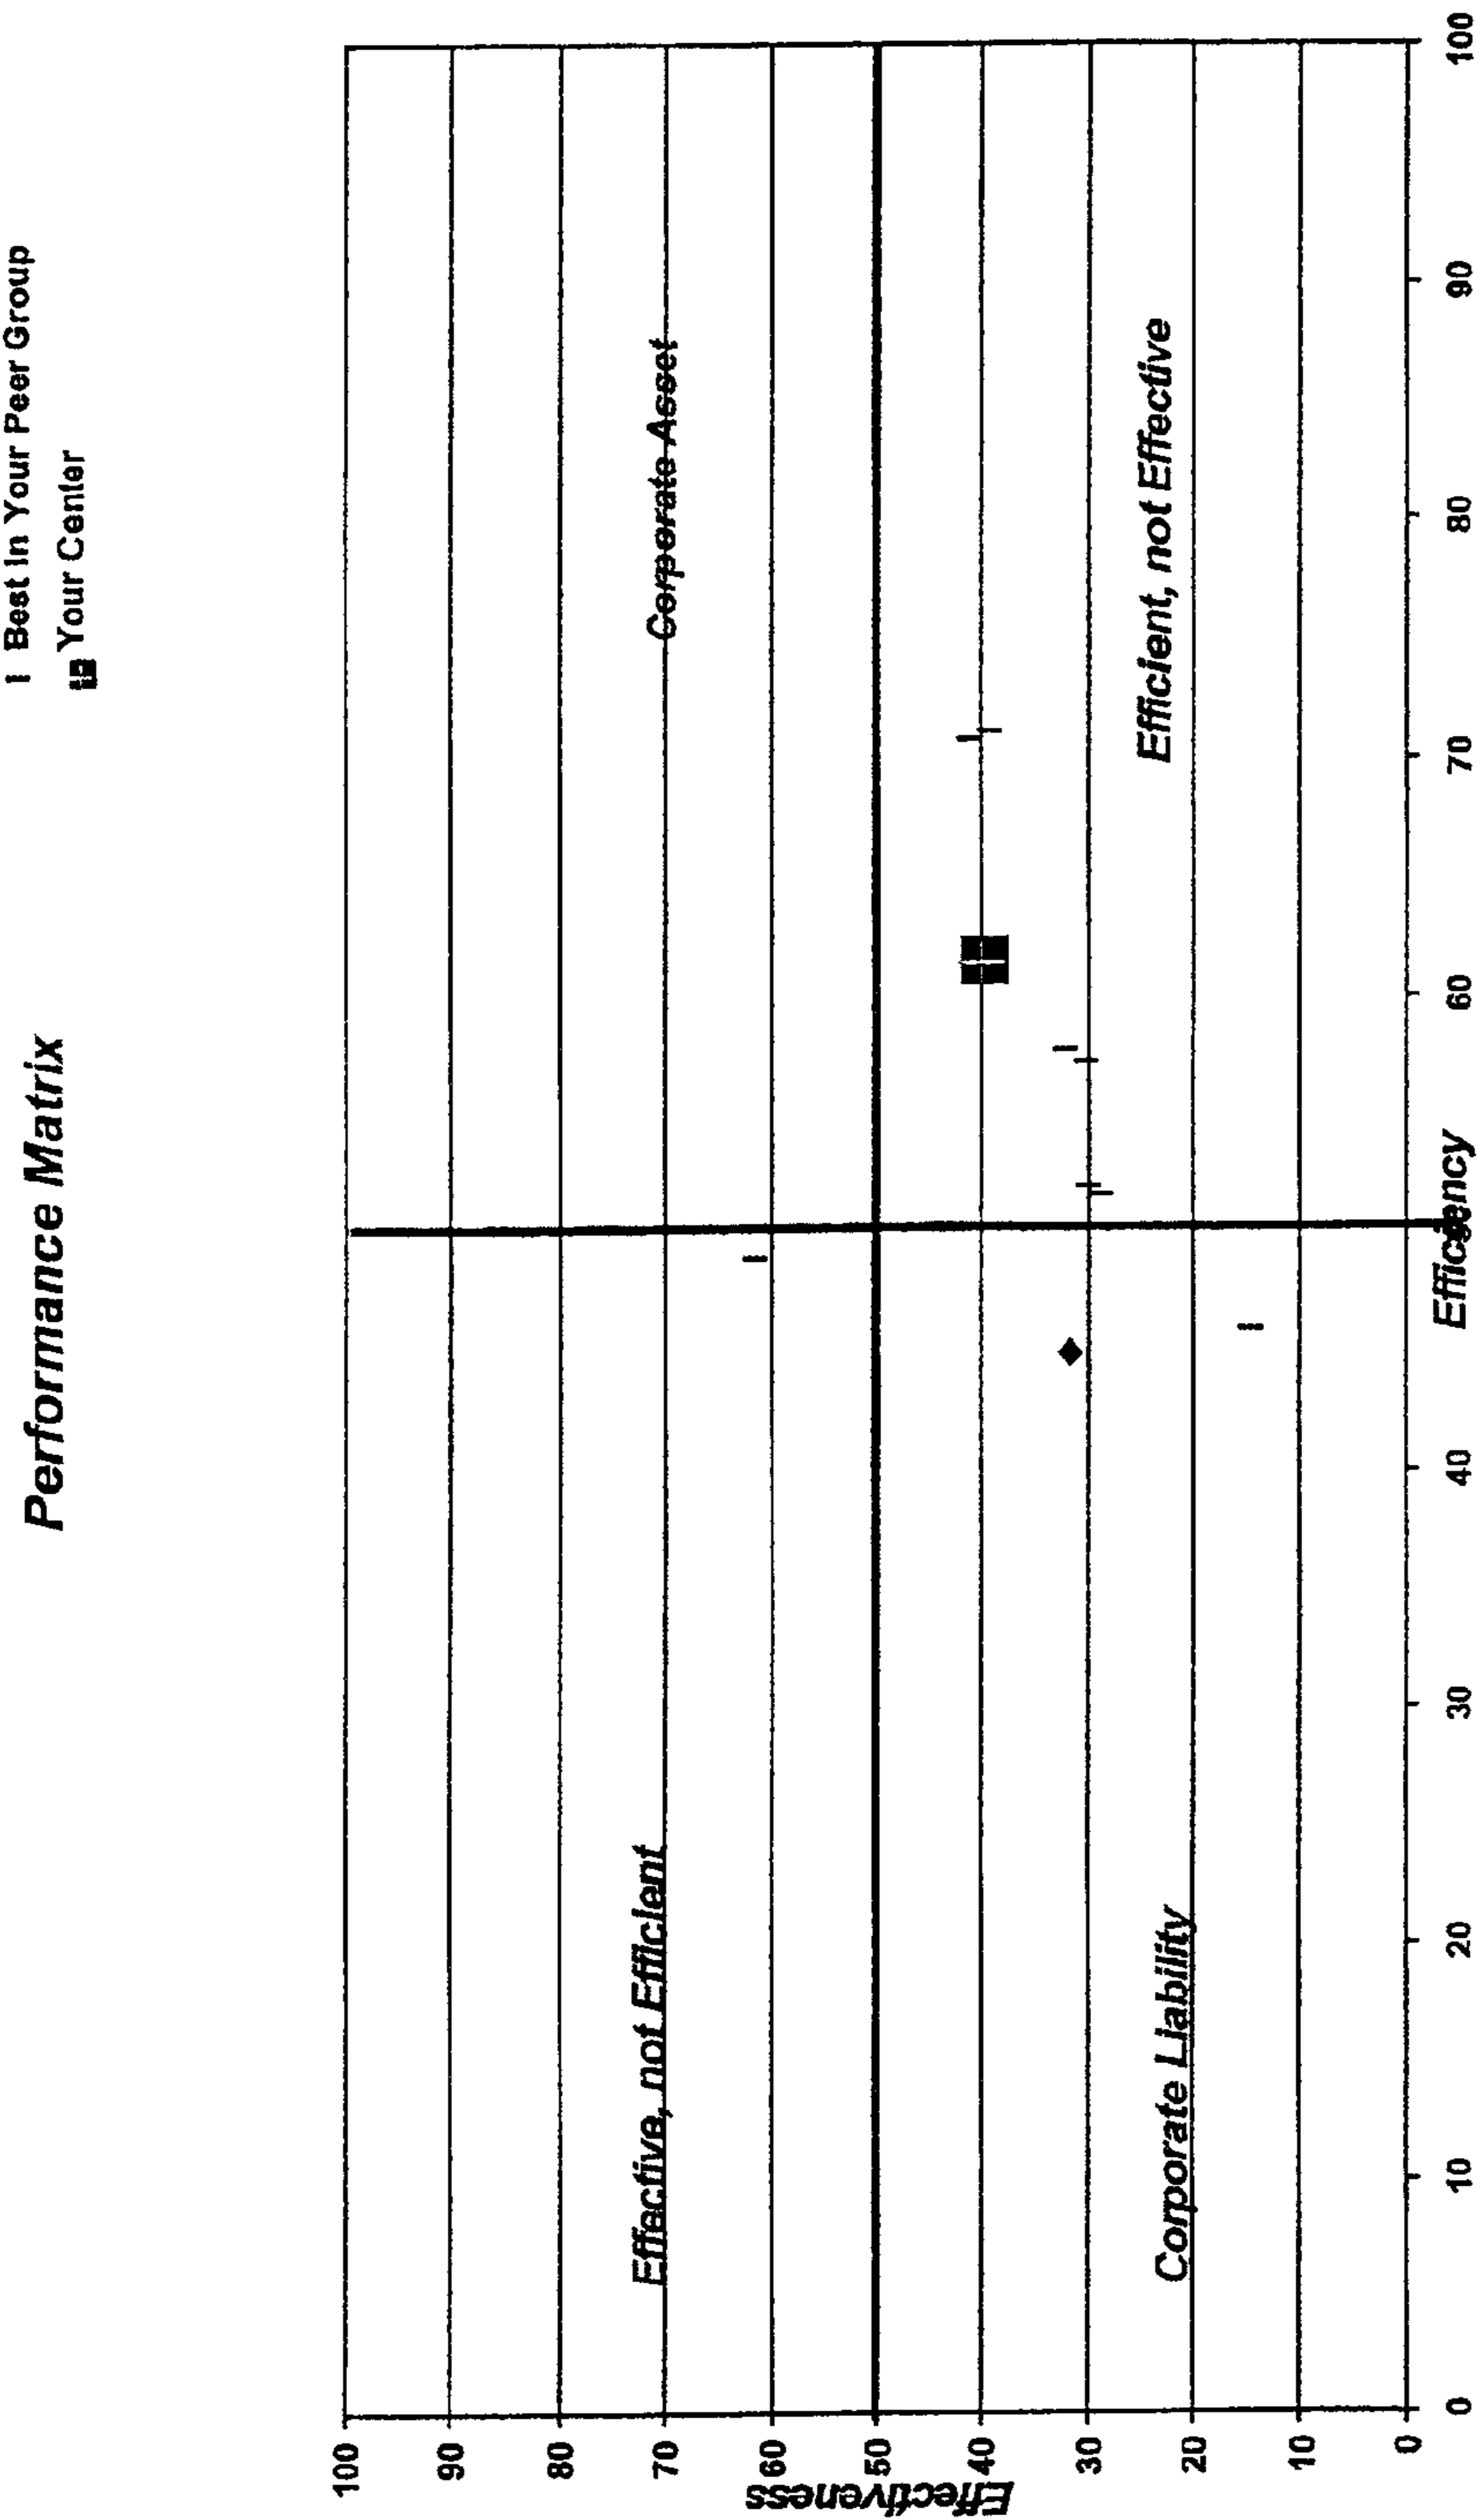 Performance Matrix
Best In Your Peer Group
Your Center
100
90
80
70
60
50
40
30
20
10
0
Effectiveness
Effective, not Efficient
Corporate Asset
Corporate Liability
Efficient, not Effective
0
10
20
30
40
60
70
80
90
100
Efficiency